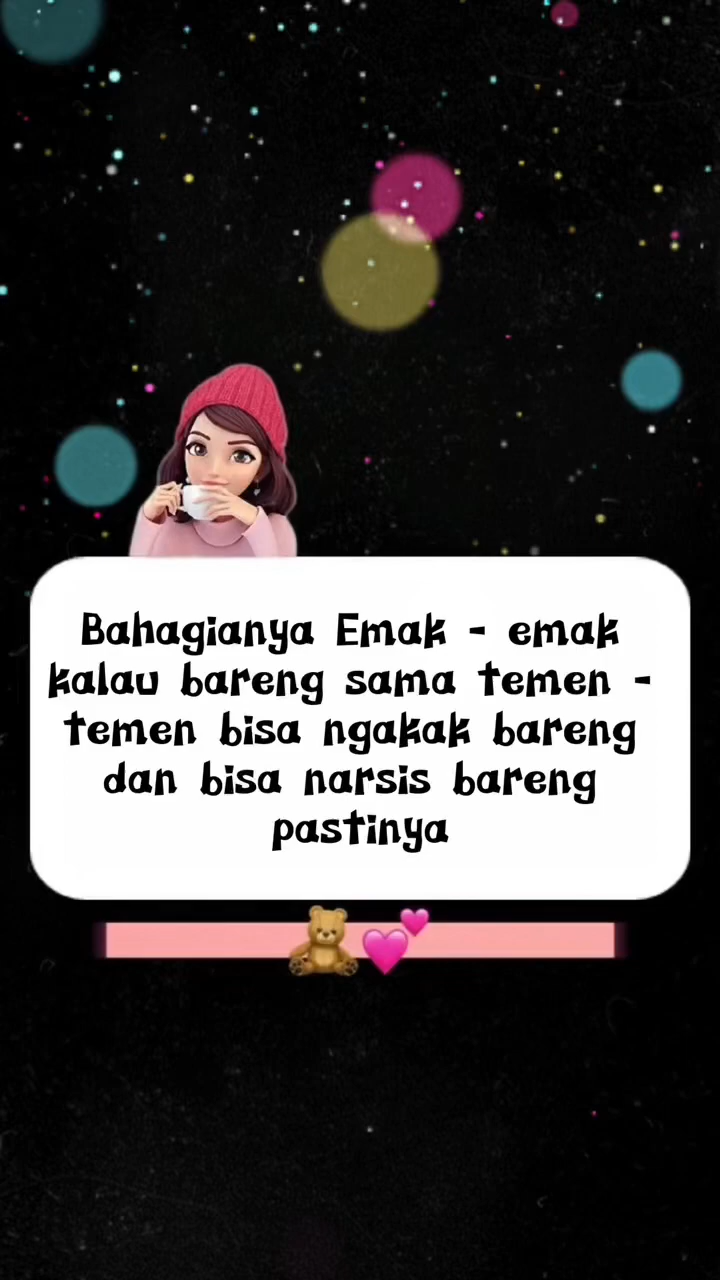 Bahagianya Emak - emak
kalau bareng sama temen -
temen bisa ngakak bareng
dan bisa narsis bareng
pastinya